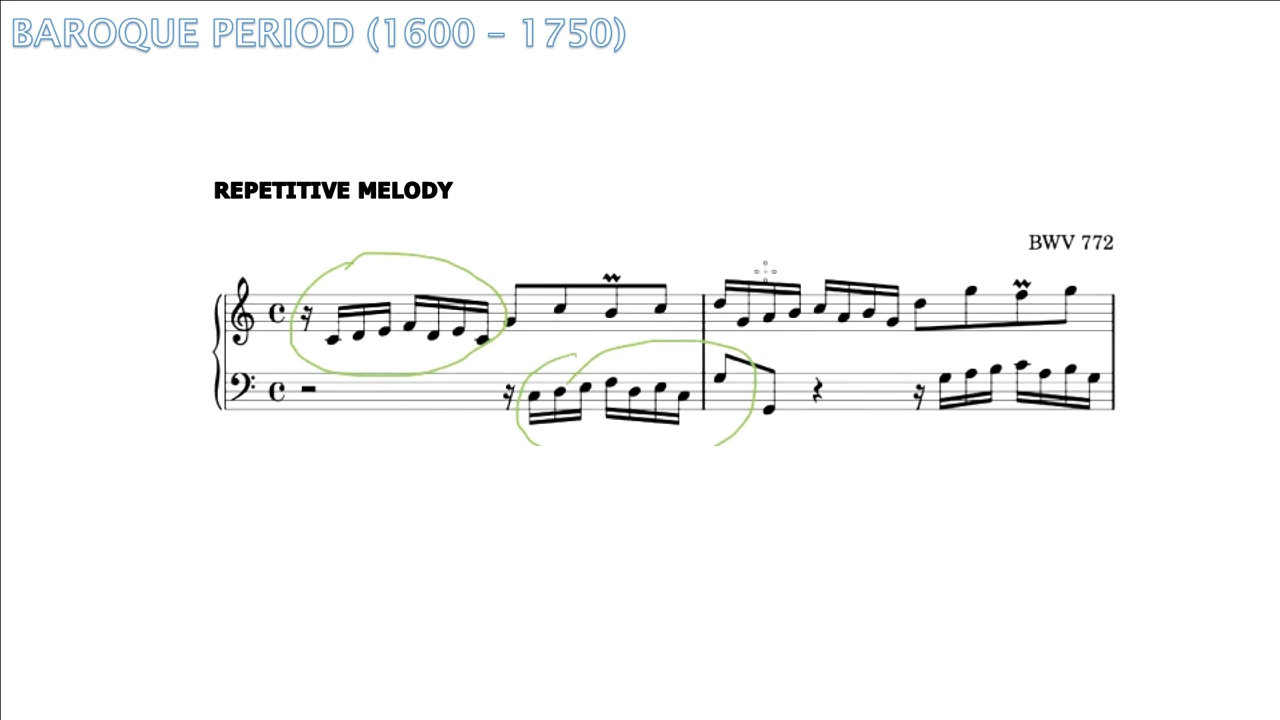 BAROQUE PERIOD (1600 – 1750)
REPETITIVE MELODY
BWV 772